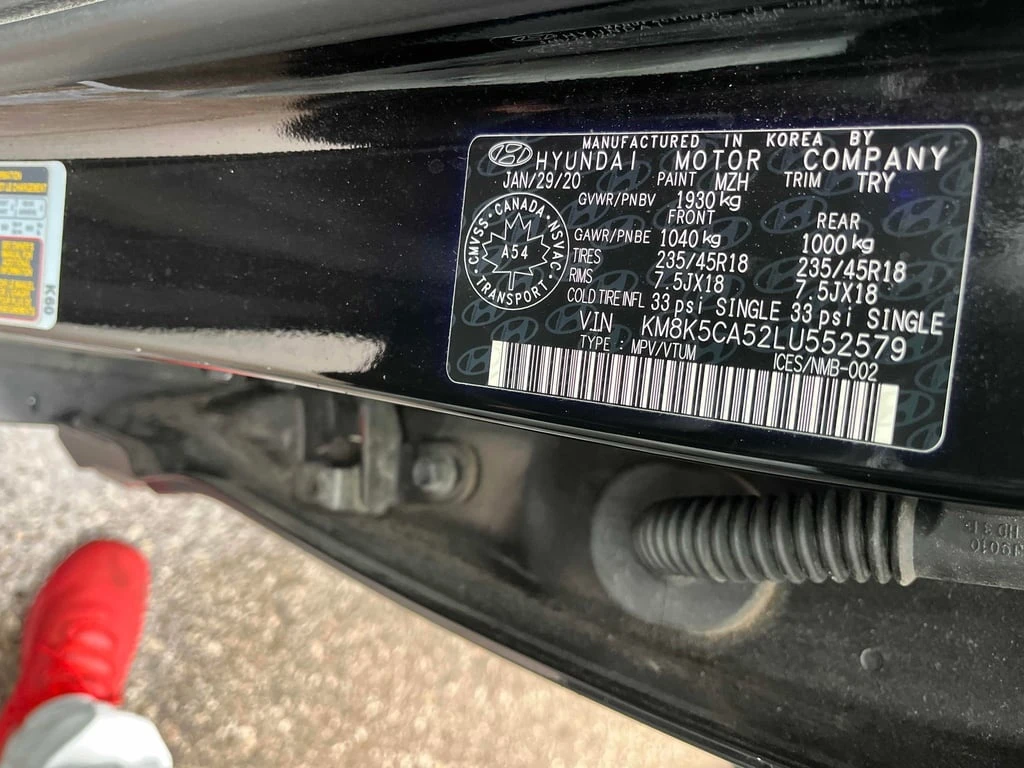 MANUFACTURED IN KOREA BY
HYUNDAI MOTOR COMPANY
JAN/29/20 PAINT MZH TRIM TRY
GVWR/PNBV 1930 kg
FRONT REAR
GAWR/PNBE 1040 kg 1000 kg
TIRES 235/45R18 235/45R18
RIMS 7.5JX18 7.5JX18
COLD TIRE INFL 33 psi SINGLE 33 psi SINGLE
VIN KM8K5CA52LU552579
TYPE : MPV/VTUM ICES/NMB-002
CMVSS · CANADA · NSVAC · TRANSPORT ·
A54
K60